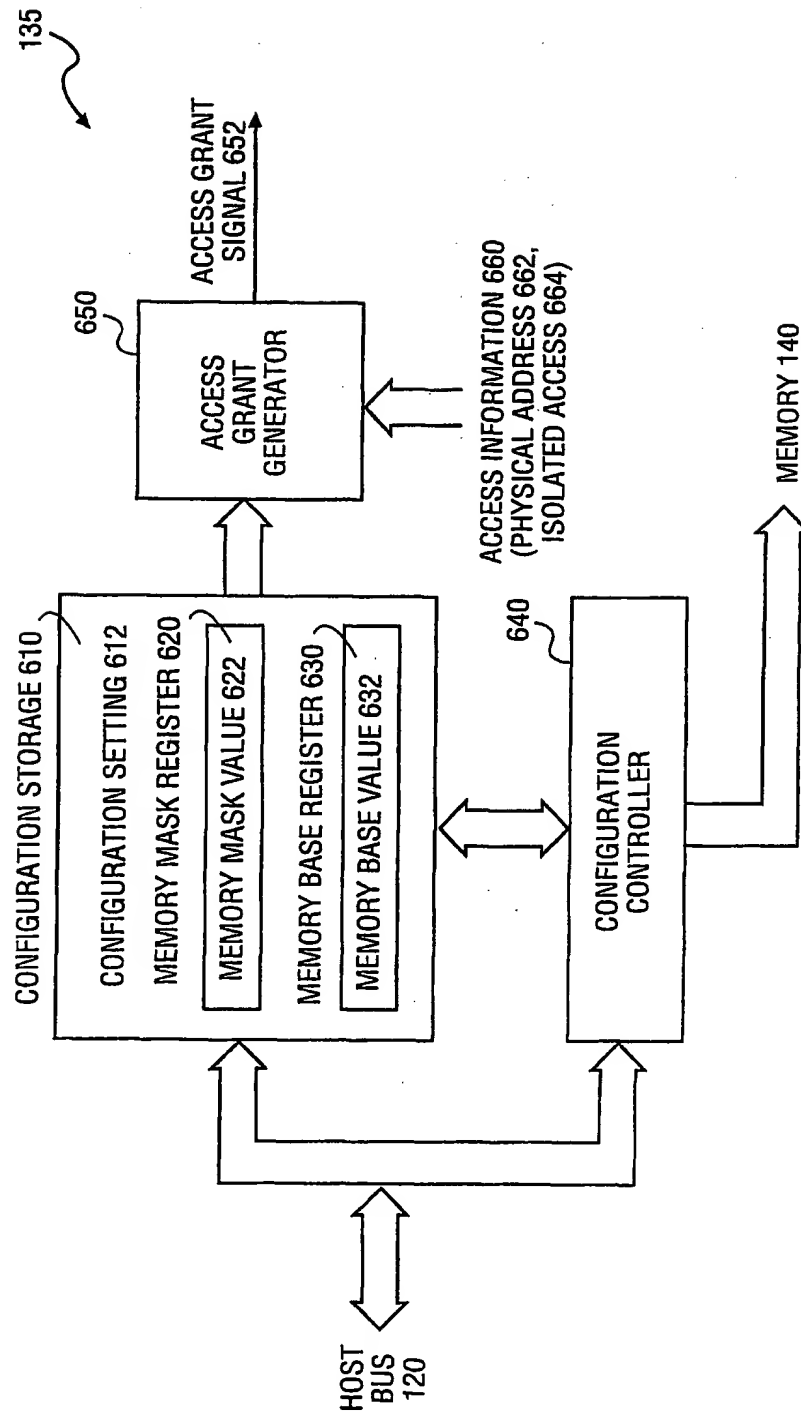 135
ACCESS GRANT
SIGNAL 652
650
ACCESS
GRANT
GENERATOR
ACCESS INFORMATION 660
(PHYSICAL ADDRESS 662,
ISOLATED ACCESS 664)
CONFIGURATION STORAGE 610
CONFIGURATION SETTING 612
MEMORY MASK REGISTER 620
MEMORY MASK VALUE 622
MEMORY BASE REGISTER 630
MEMORY BASE VALUE 632
640
CONFIGURATION
CONTROLLER
MEMORY 140
HOST
BUS
120